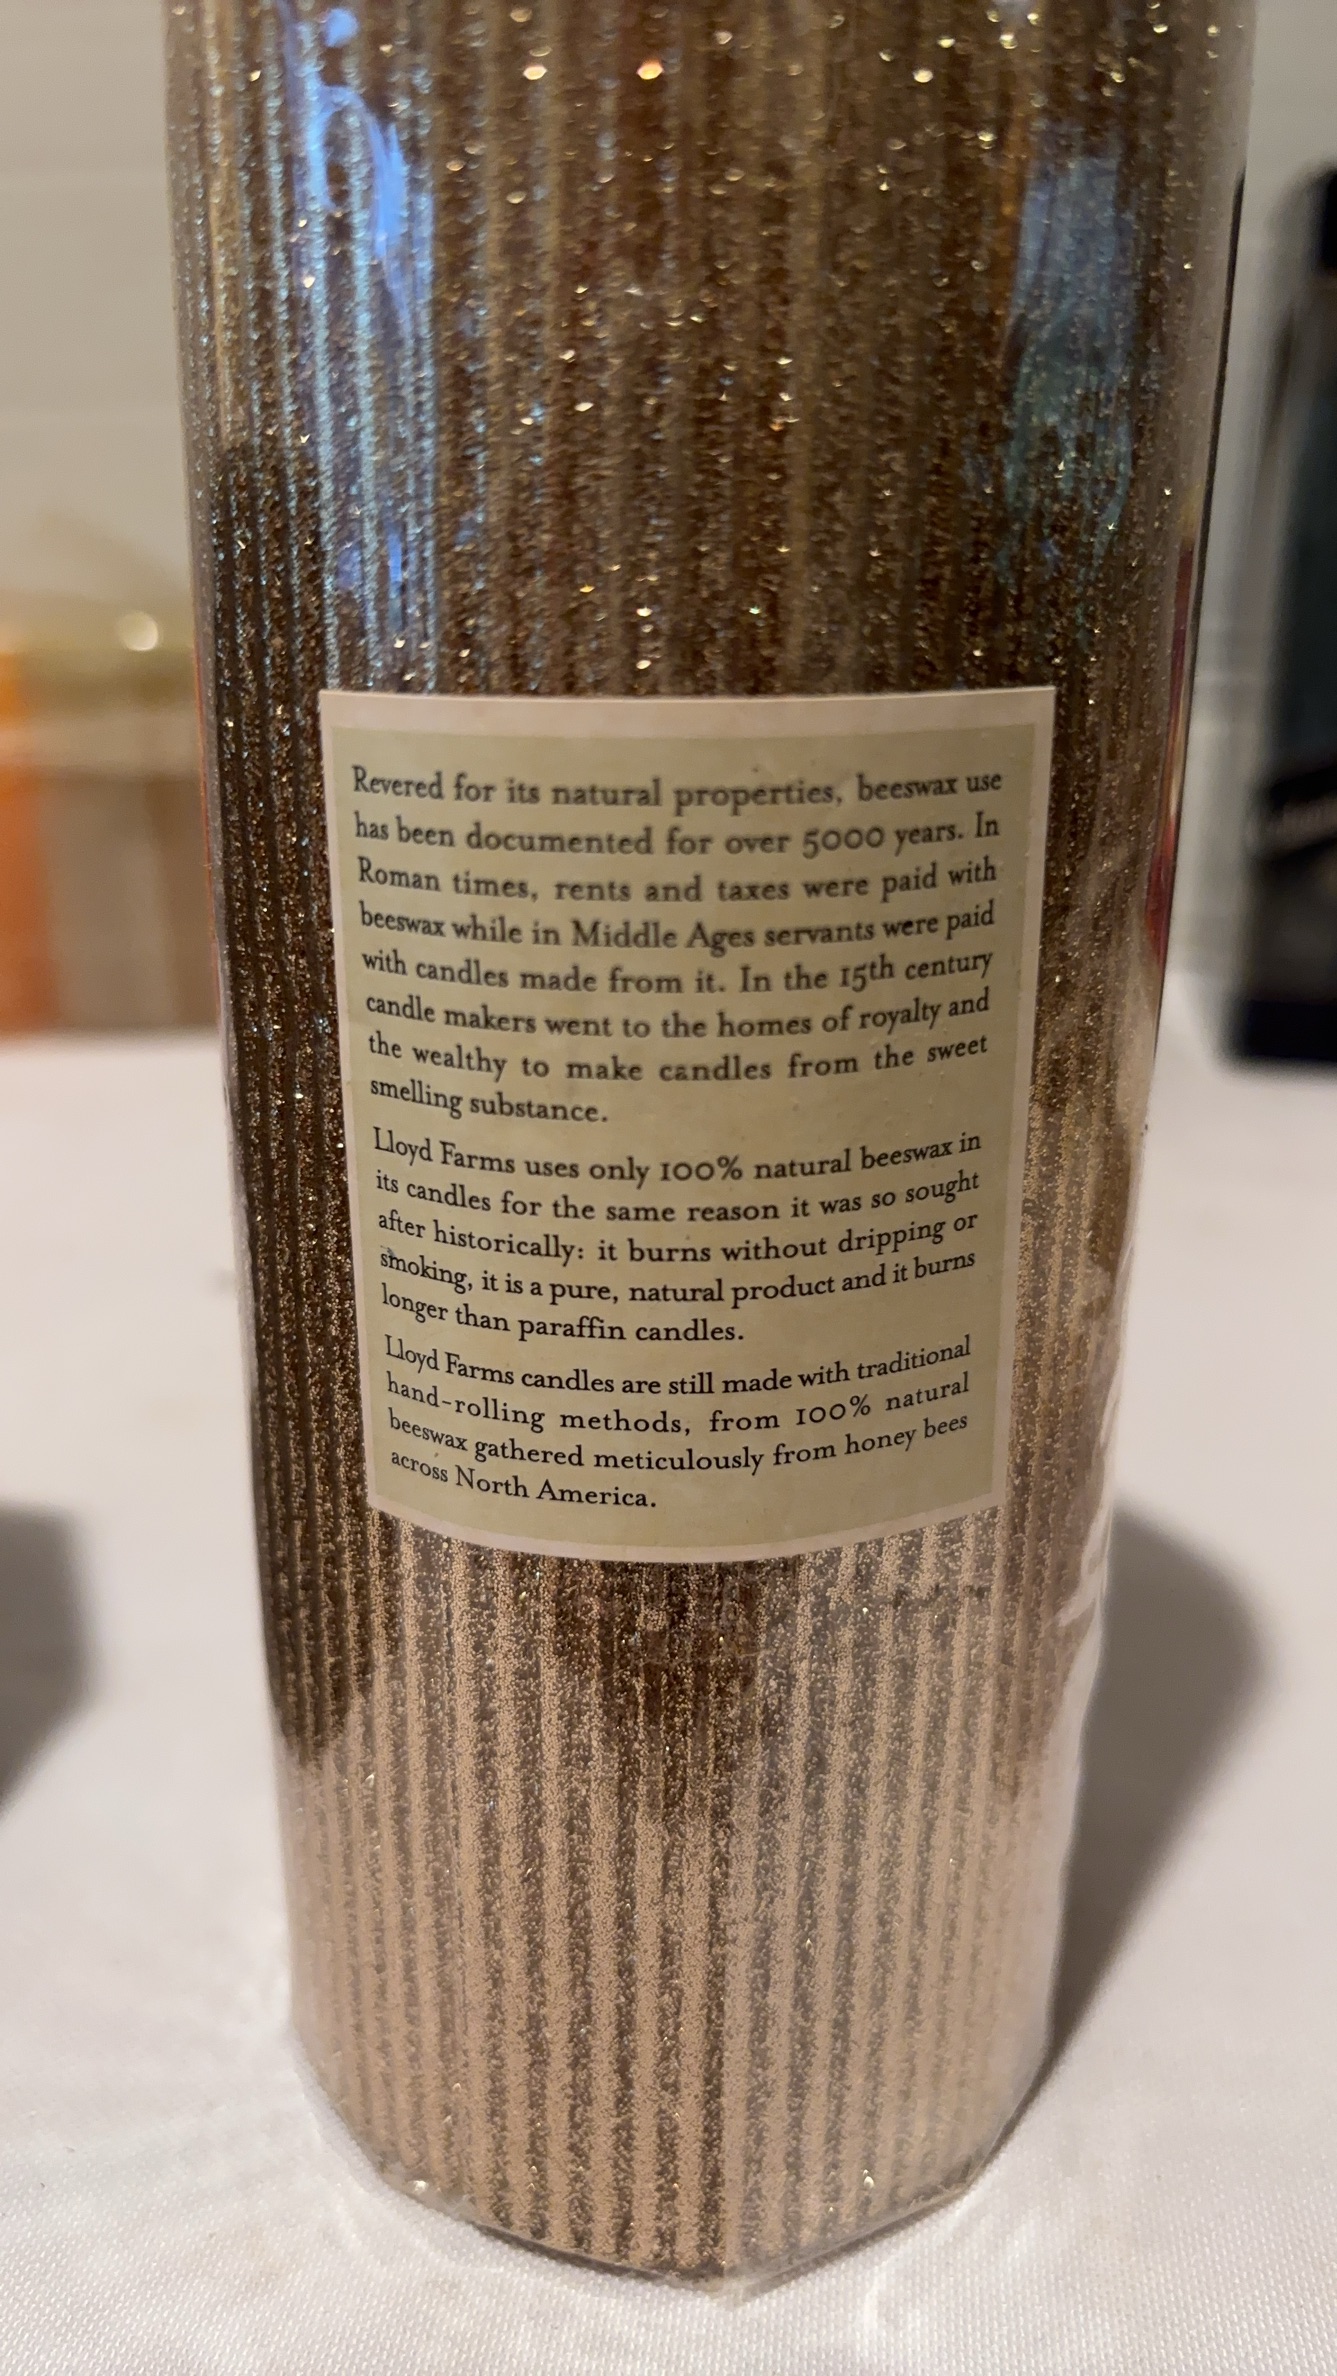 Revered for its natural properties, beeswax use
has been documented for over 5000 years. In
Roman times, rents and taxes were paid with
beeswax while in Middle Ages servants were paid
with candles made from it. In the 15th century
candle makers went to the homes of royalty and
the wealthy to make candles from the sweet
smelling substance.
Lloyd Farms uses only 100% natural beeswax in
its candles for the same reason it was so sought
after historically: it burns without dripping or
smoking, it is a pure, natural product and it burns
longer than paraffin candles.
Lloyd Farms candles are still made with traditional
hand-rolling methods, from 100% natural
beeswax gathered meticulously from honey bees
across North America.